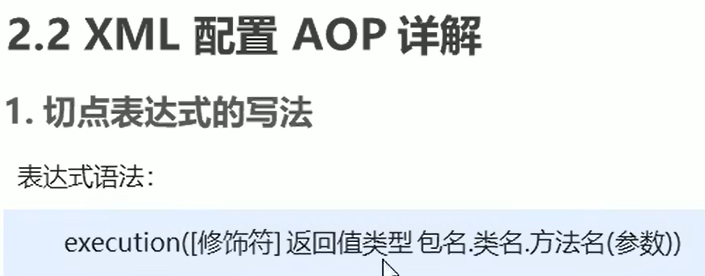 2.2 XML 配置 AOP 详解
1. 切点表达式的写法
表达式语法：
execution([修饰符] 返回值类型 包名.类名.方法名(参数))